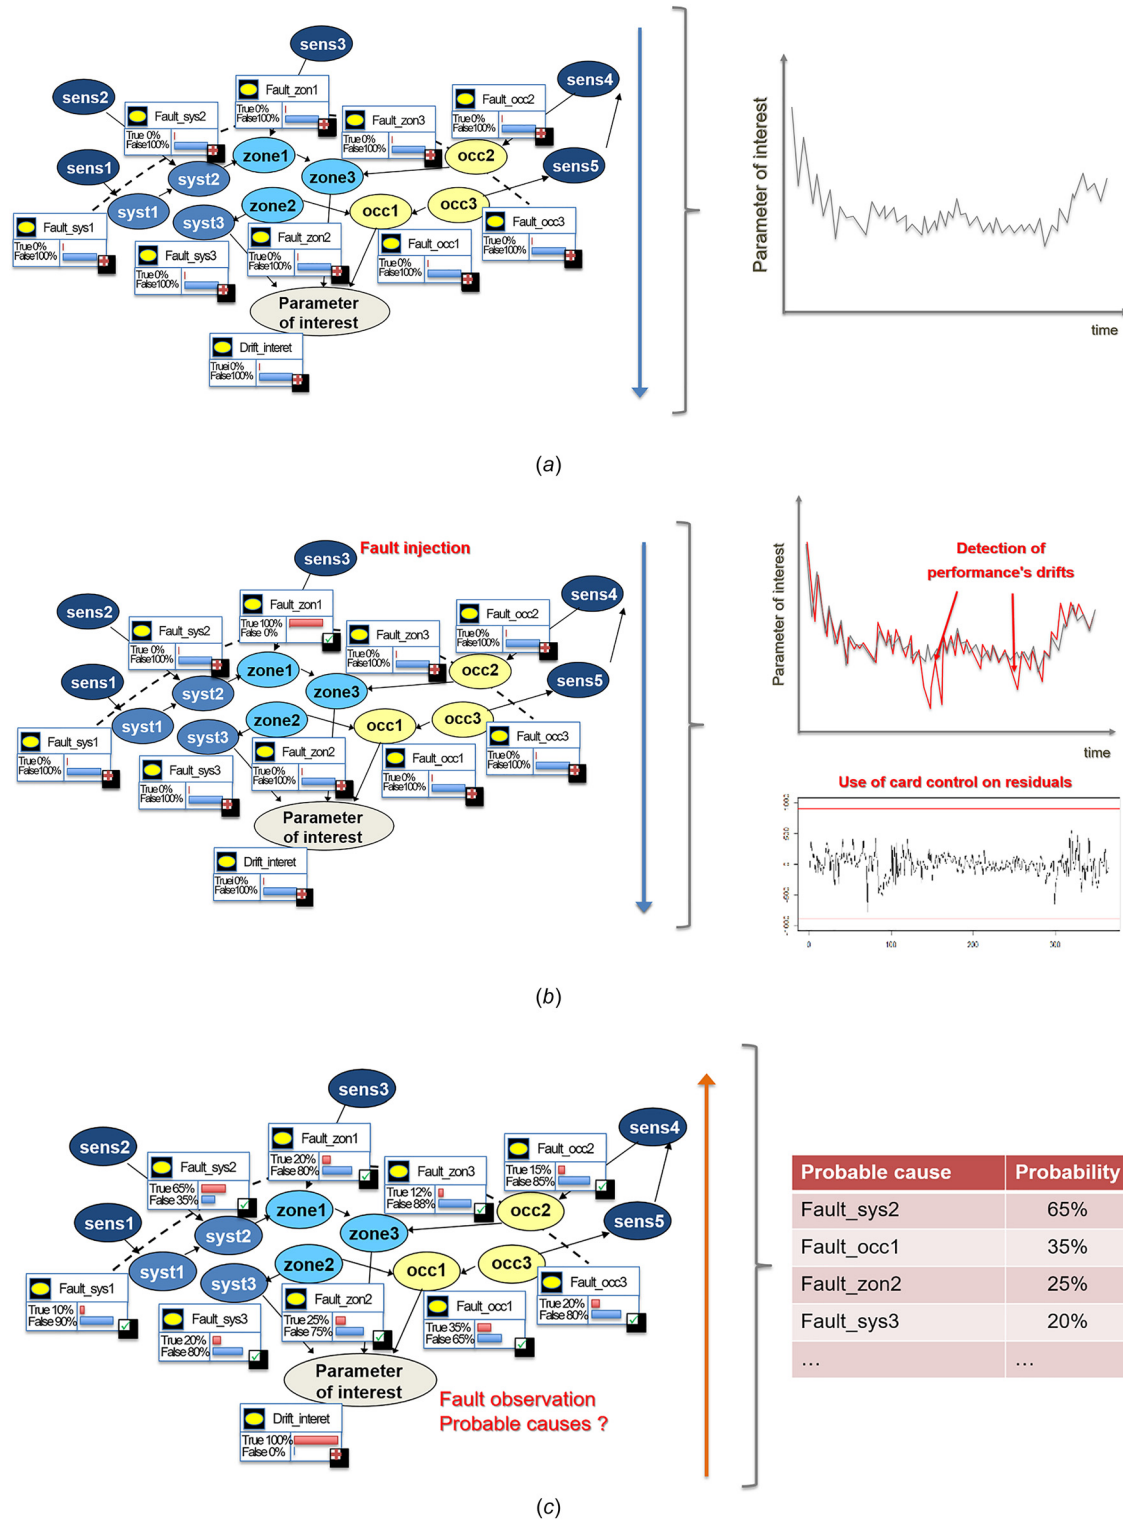 sens3
sens2
Fault_zon1
True 0%
False100%
sens4
Fault_occ2
True 0%
False100%
Fault_sys2
True 0%
False100%
Fault_zon3
True 0%
False100%
sens1
syst2
zone1
zone3
occ2
sens5
syst1
syst3
zone2
occ1
occ3
Fault_sys1
True 0%
False100%
Fault_sys3
True 0%
False100%
Fault_zon2
True 0%
False100%
Fault_occ1
True 0%
False100%
Fault_occ3
True 0%
False100%
Parameter
of interest
Drift_interet
Truei 0%
False100%
Parameter of interest
time
(a)
sens3
Fault injection
sens2
Fault_zon1
True 100%
False 0%
sens4
Fault_occ2
True 0%
False100%
Fault_sys2
True 0%
False100%
Fault_zon3
True 0%
False100%
sens1
syst2
zone1
zone3
occ2
sens5
syst1
syst3
zone2
occ1
occ3
Fault_sys1
True 0%
False100%
Fault_sys3
True 0%
False100%
Fault_zon2
True 0%
False100%
Fault_occ1
True 0%
False100%
Fault_occ3
True 0%
False100%
Parameter
of interest
Drift_interet
Truei 0%
False100%
Detection of
performance's drifts
Parameter of interest
time
Use of card control on residuals
0.0
0
100
200
(b)
sens3
sens2
Fault_zon1
True 20%
False 80%
sens4
Fault_occ2
True 15%
False 85%
Fault_sys2
True 65%
False 35%
Fault_zon3
True 12%
False 88%
sens1
syst2
zone1
zone3
occ2
sens5
syst1
syst3
zone2
occ1
occ3
Fault_sys1
True 10%
False 90%
Fault_sys3
True 20%
False 80%
Fault_zon2
True 25%
False 75%
Fault_occ1
True 35%
False 65%
Fault_occ3
True 20%
False 80%
Parameter
of interest
Fault observation
Probable causes ?
Drift_interet
True 100%
False 0%
Probable cause Probability
Fault_sys2 65%
Fault_occ1 35%
Fault_zon2 25%
Fault_sys3 20%
... ...
(c)